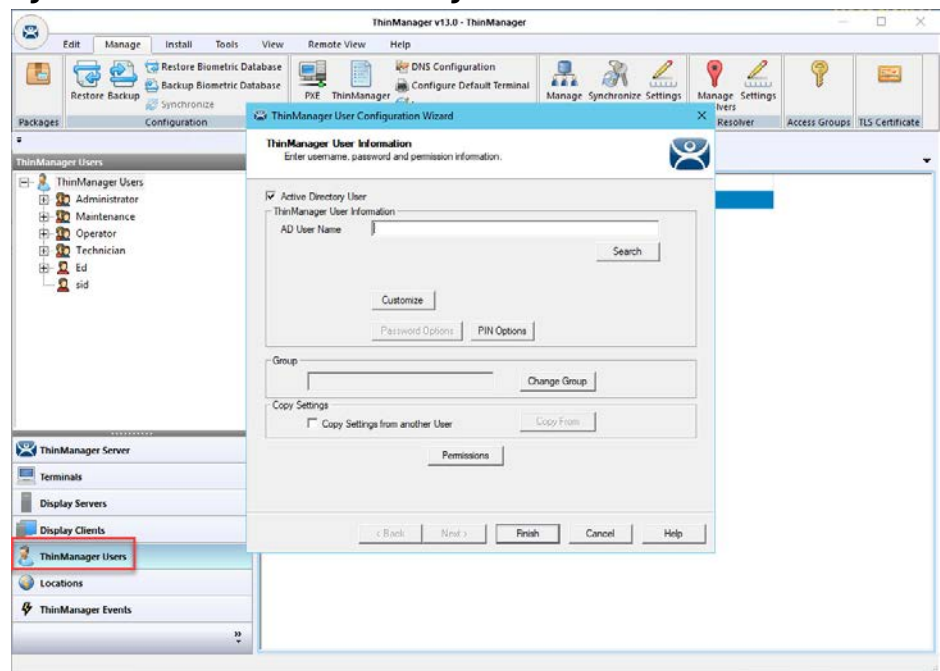 ThinManager v13.0 - ThinManager
Edit Manage Install Tools View Remote View Help
Restore Biometric Database
Backup Biometric Database
Synchronize
Restore Backup
DNS Configuration
Configure Default Terminal
PXE ThinManager
Manage Synchronize Settings
Manage Settings
lvers
Packages Configuration Resolver Access Groups TLS Certificate
ThinManager Users
ThinManager Users
Administrator
Maintenance
Operator
Technician
Ed
sid
ThinManager Server
Terminals
Display Servers
Display Clients
ThinManager Users
Locations
ThinManager Events
ThinManager User Configuration Wizard
ThinManager User Information
Enter username, password and permission information.
Active Directory User
ThinManager User Information
AD User Name
Search
Customize
Password Options PIN Options
Group
Change Group
Copy Settings
Copy Settings from another User Copy From
Permissions
< Back Next > Finish Cancel Help